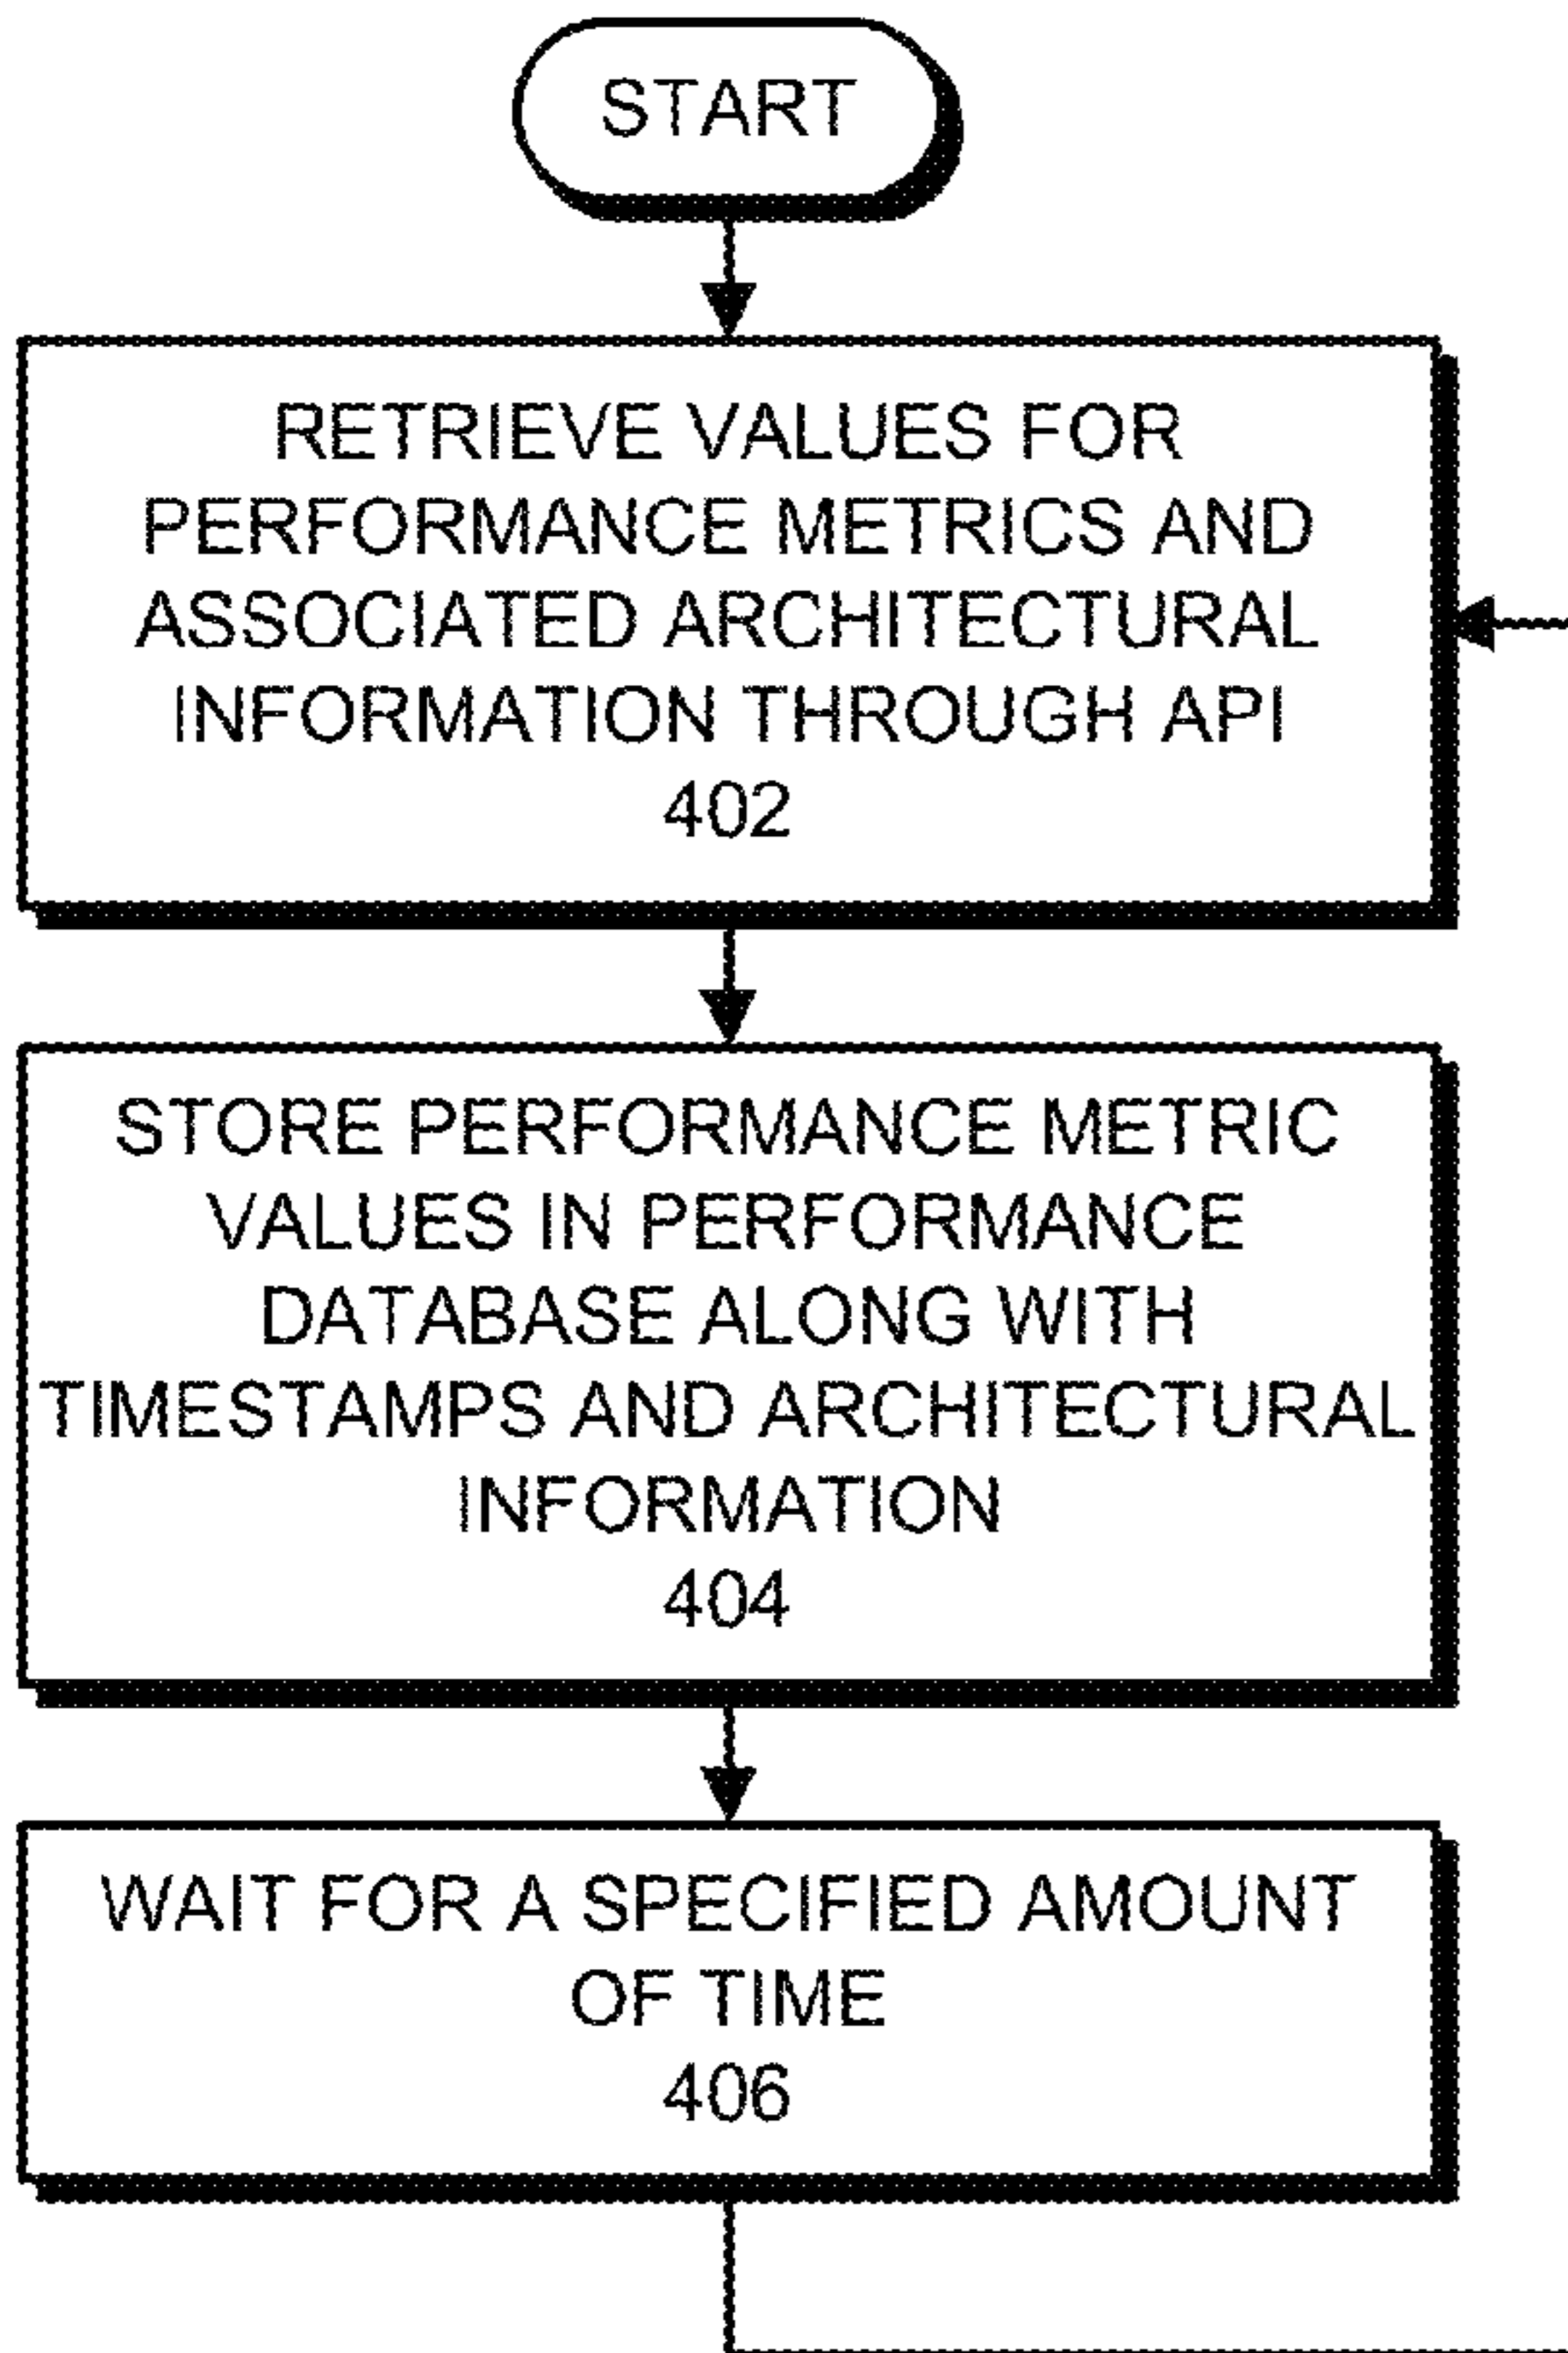 START
RETRIEVE VALUES FOR
PERFORMANCE METRICS AND
ASSOCIATED ARCHITECTURAL
INFORMATION THROUGH API
402
STORE PERFORMANCE METRIC
VALUES IN PERFORMANCE
DATABASE ALONG WITH
TIMESTAMPS AND ARCHITECTURAL
INFORMATION
404
WAIT FOR A SPECIFIED AMOUNT
OF TIME
406